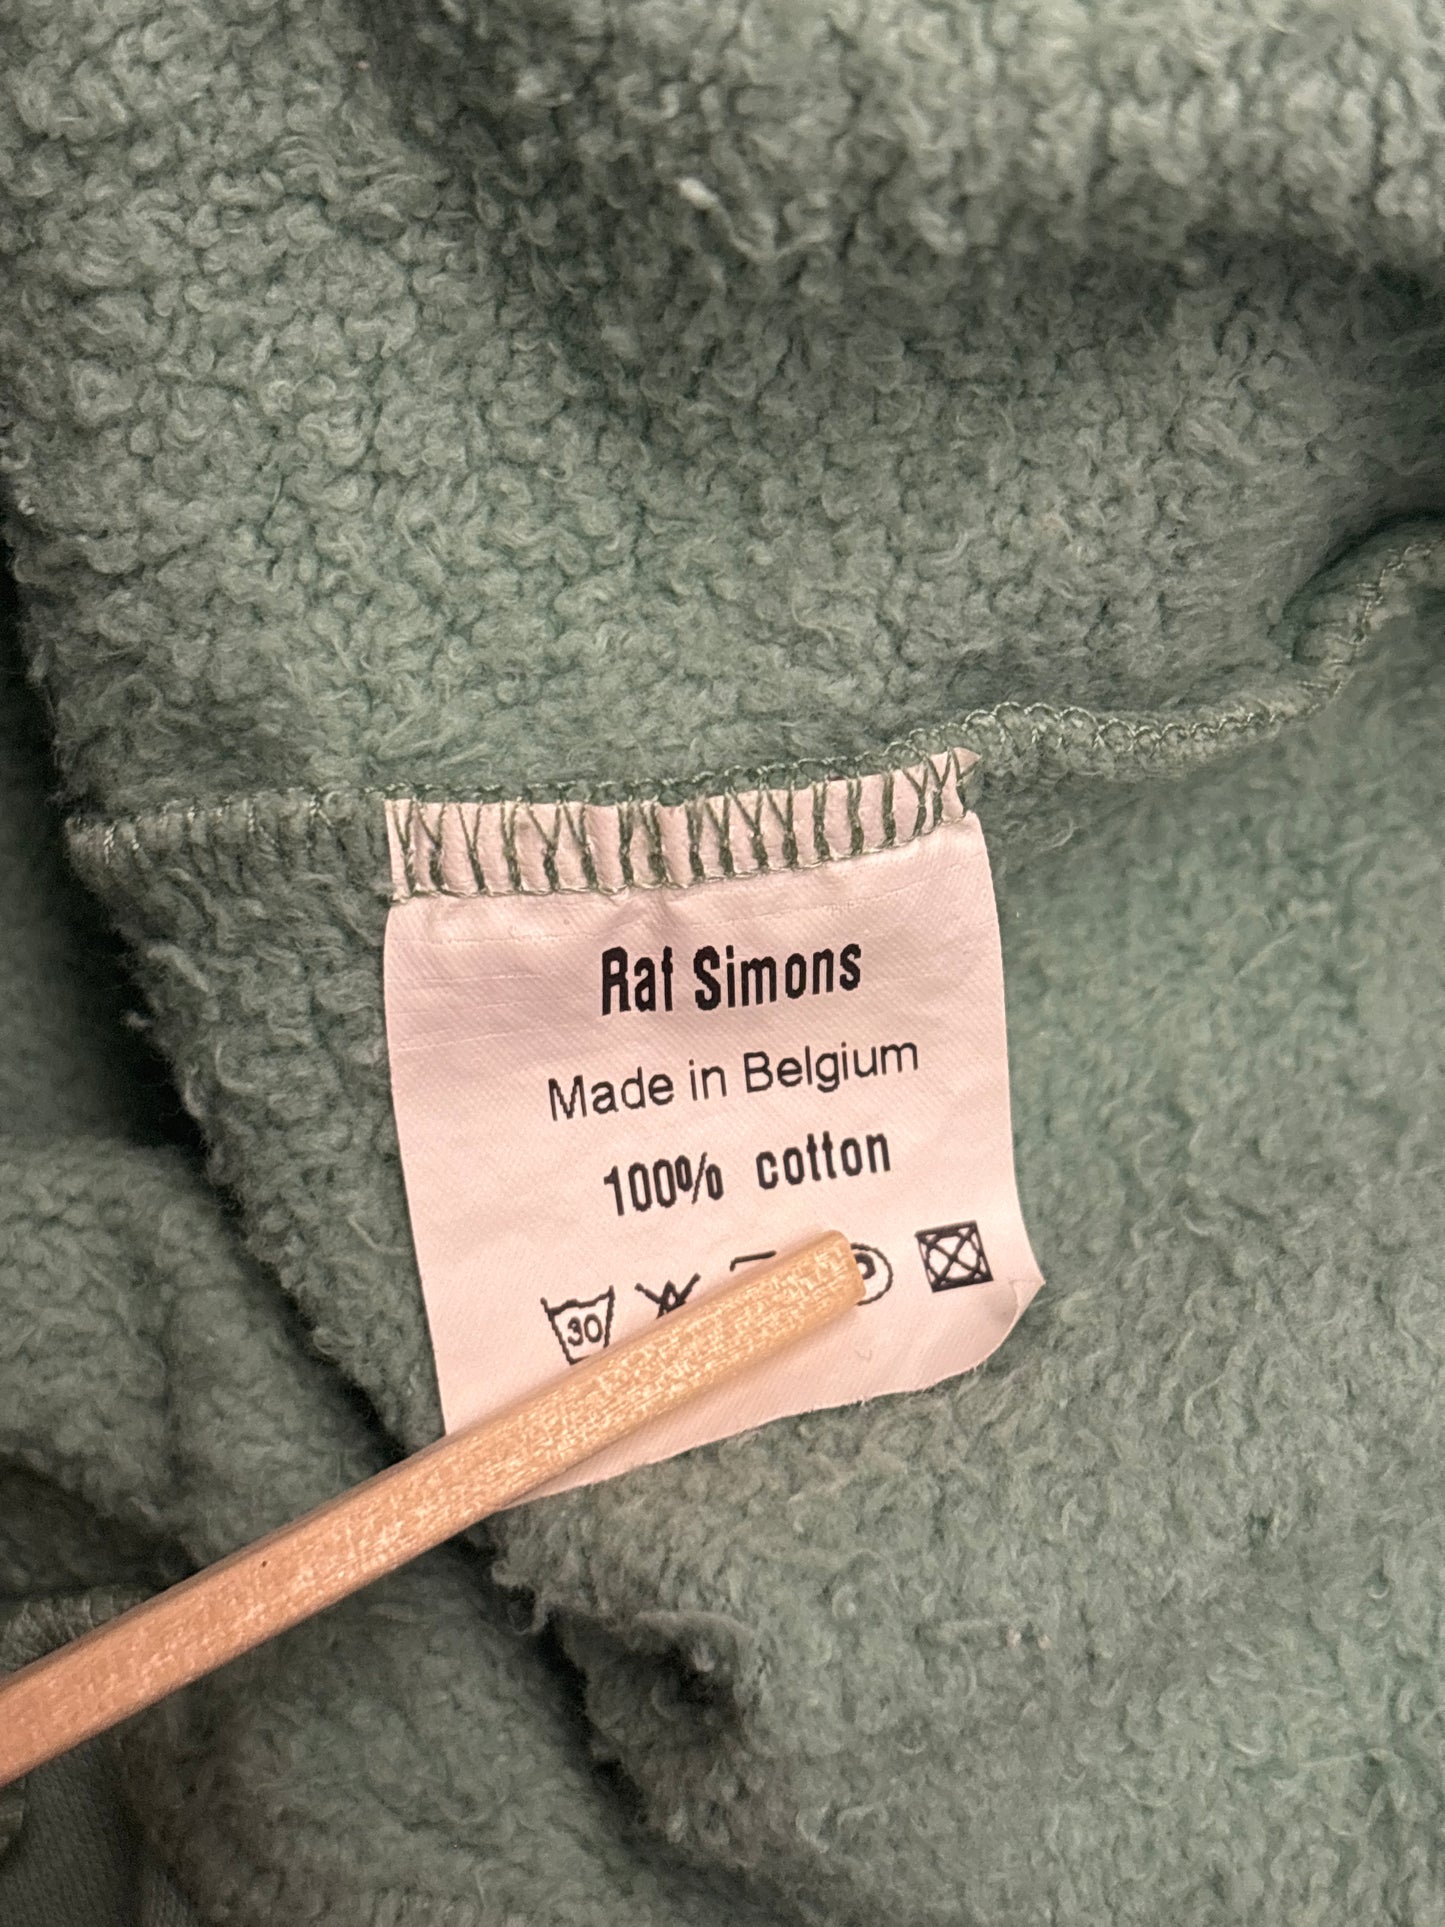 Raf Simons
Made in Belgium
100% cotton
30